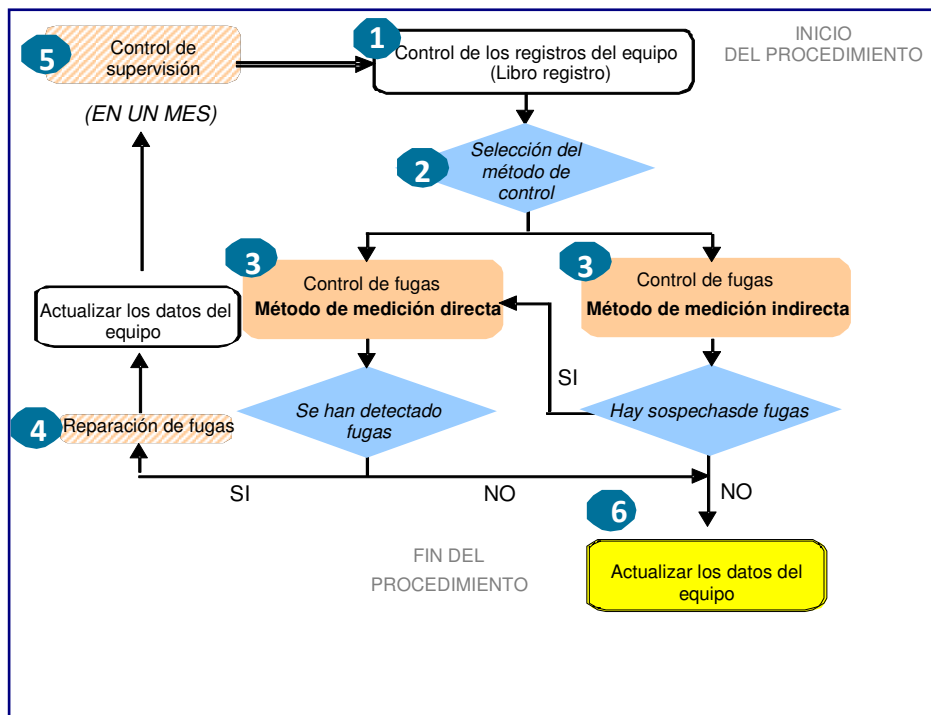 INICIO
DEL PROCEDIMIENTO
1
Control de los registros del equipo
(Libro registro)
5
Control de
supervisión
(EN UN MES)
2
Selección del
método de
control
3
Control de fugas
Método de medición directa
3
Control de fugas
Método de medición indirecta
Actualizar los datos del
equipo
SI
Se han detectado
fugas
Hay sospechasde fugas
4
Reparación de fugas
SI
NO
NO
6
FIN DEL
PROCEDIMIENTO
Actualizar los datos del
equipo